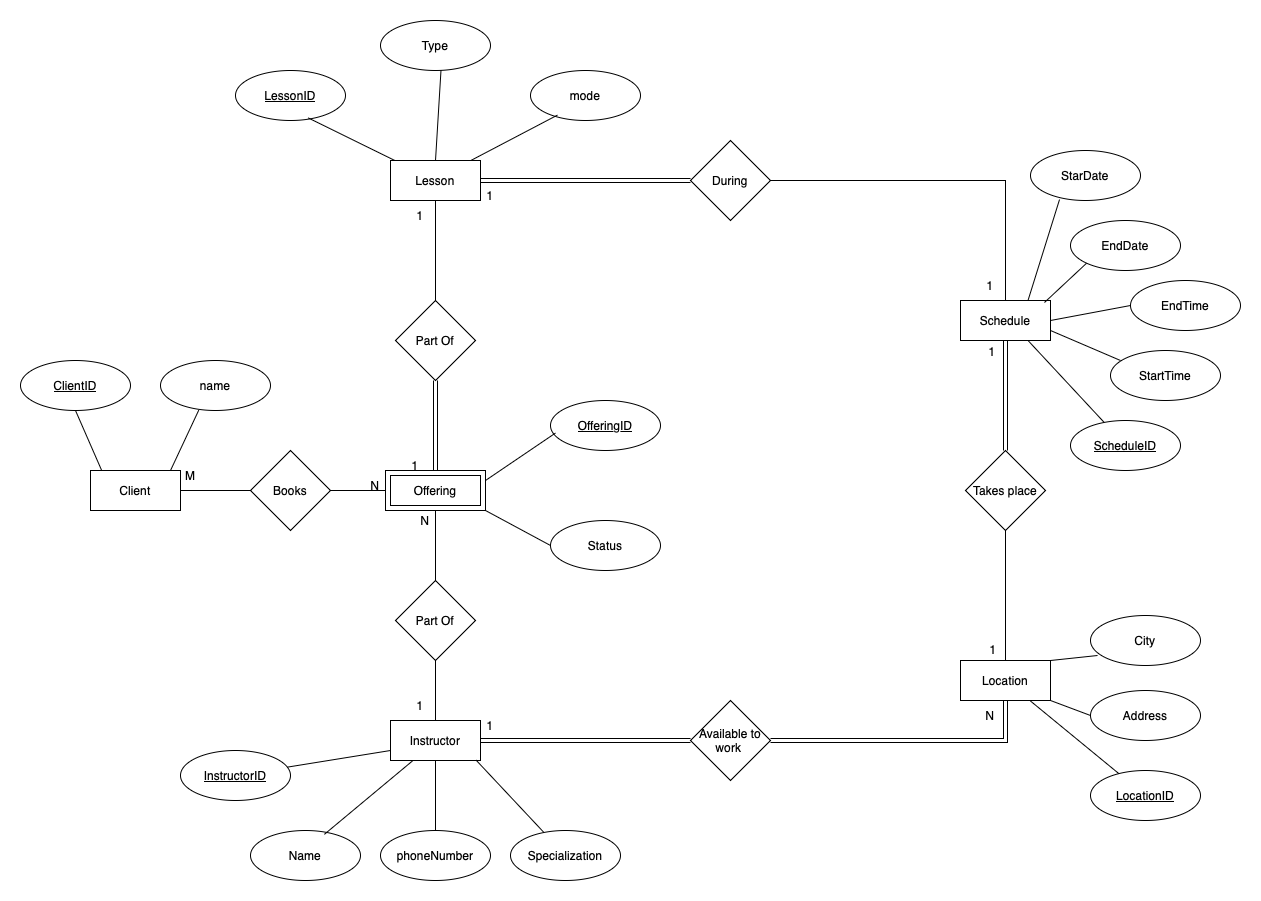 Type
LessonID
mode
Lesson
During
StarDate
1
1
EndDate
1
EndTime
Schedule
Part Of
1
StartTime
ClientID
name
OfferingID
ScheduleID
1
M
N
Client
Books
Offering
Takes place
N
Status
Part Of
City
1
Location
1
Address
N
1
Instructor
Available to
work
InstructorID
LocationID
Name
phoneNumber
Specialization